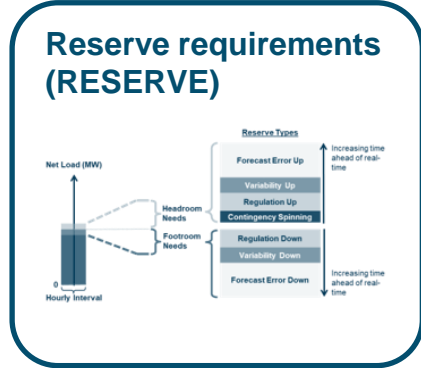 Reserve requirements
(RESERVE)
Reserve Types
Net Load (MW)
Headroom
Needs
Footroom
Needs
0
Hourly Interval
Forecast Error Up
Variability Up
Regulation Up
Contingency Spinning
Regulation Down
Variability Down
Forecast Error Down
Increasing time
ahead of real-
time
Increasing time
ahead of real-
time